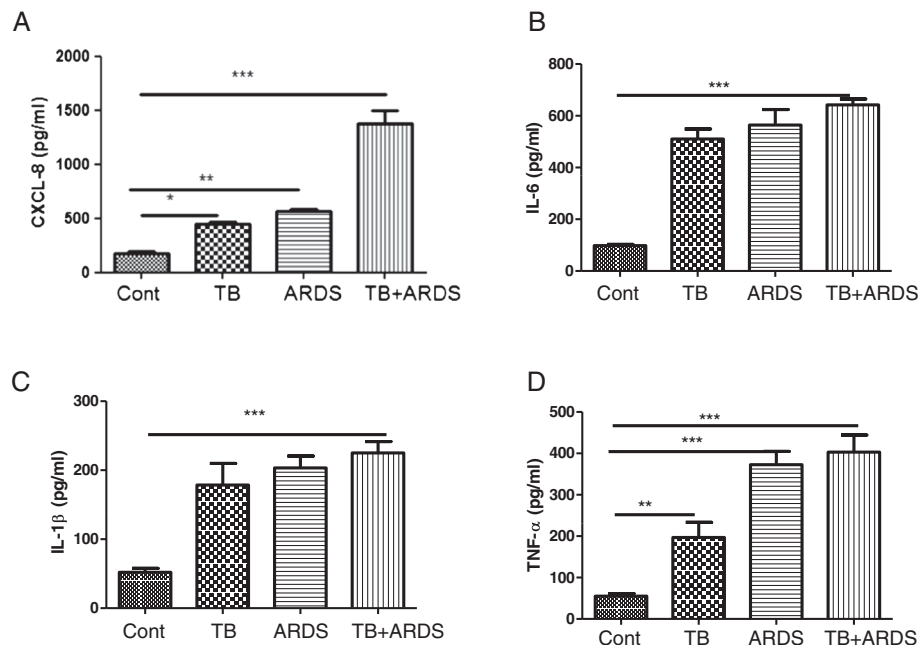 A
CXCL-8 (pg/ml)
2000
1500
1000
500
0
***
**
*
Cont TB ARDS TB+ARDS
B
IL-6 (pg/ml)
800
600
400
200
0
***
Cont TB ARDS TB+ARDS
C
IL-1β (pg/ml)
300
200
100
0
***
Cont TB ARDS TB+ARDS
D
TNF-α (pg/ml)
500
400
300
200
100
0
***
***
**
Cont TB ARDS TB+ARDS